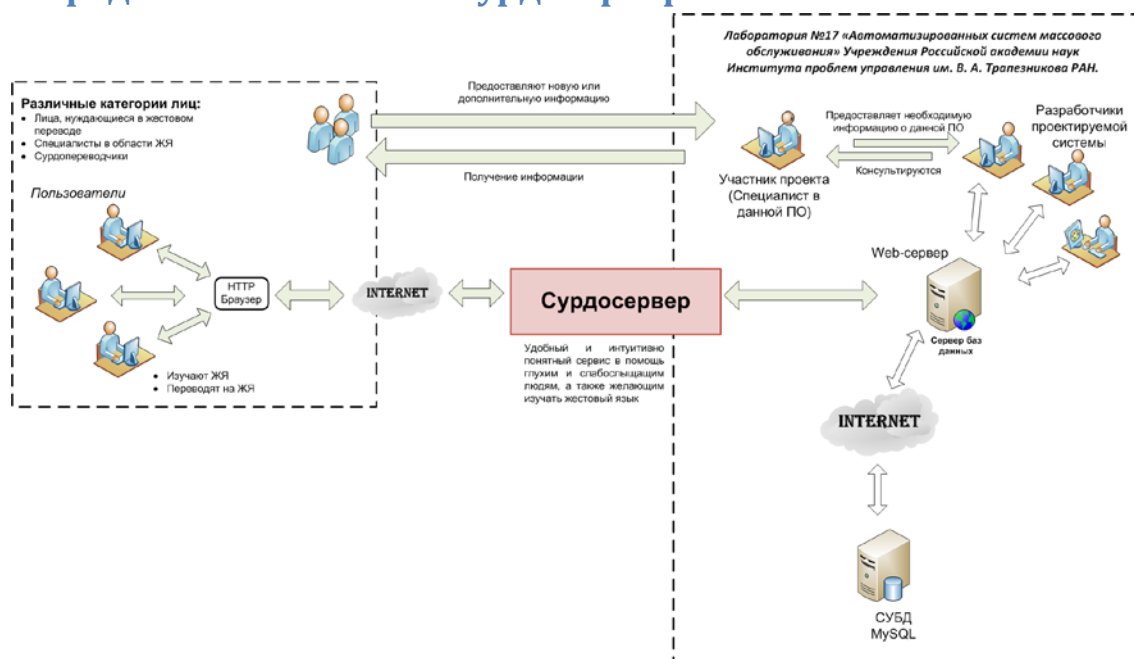 Лаборатория №17 «Автоматизированных систем массового
обслуживания» Учреждения Российской академии наук
Института проблем управления им. В. А. Трапезникова РАН.
Различные категории лиц:
• Лица, нуждающиеся в жестовом
переводе
• Специалисты в области ЖЯ
• Сурдопереводчики
Предоставляют новую или
дополнительную информацию
Получение информации
Предоставляет необходимую
информацию о данной ПО
Консультируются
Разработчики
проектируемой
системы
Участник проекта
(Специалист в
данной ПО)
Пользователи
HTTP
Браузер
INTERNET
Сурдосервер
Web-сервер
Сервер баз
данных
Удобный и интуитивно
понятный сервис в помощь
глухим и слабослыщащим
людям, а также желающим
изучать жестовый язык
• Изучают ЖЯ
• Переводят на ЖЯ
INTERNET
СУБД
MySQL